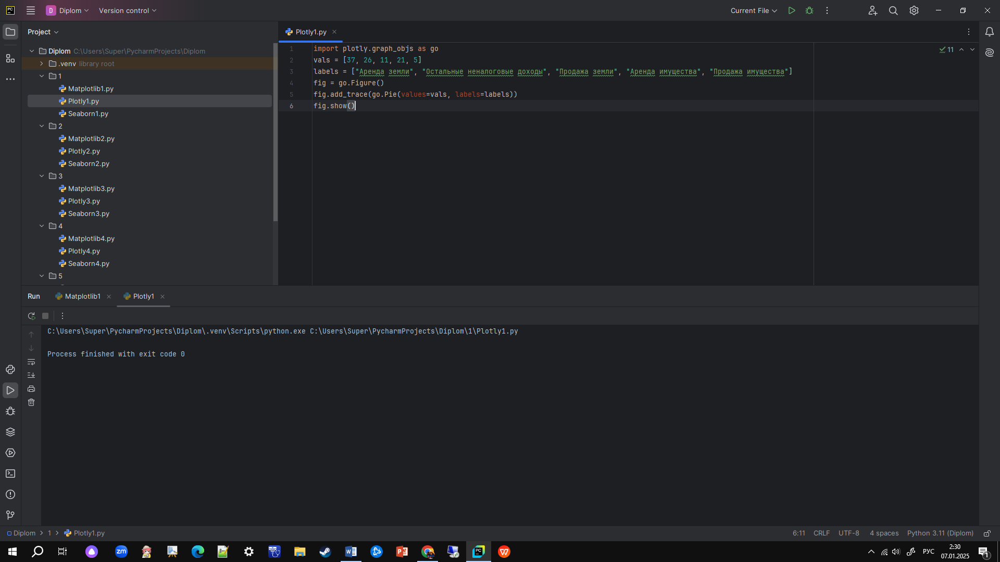 PC
D Diplom Version control Current File
Project
Plotly1.py
Diplom C:\Users\Super\PycharmProjects\Diplom
.venv library root
1
Matplotlib1.py
Plotly1.py
Seaborn1.py
2
Matplotlib2.py
Plotly2.py
Seaborn2.py
3
Matplotlib3.py
Plotly3.py
Seaborn3.py
4
Matplotlib4.py
Plotly4.py
Seaborn4.py
5
1 import plotly.graph_objs as go
2 vals = [37, 26, 11, 21, 5]
3 labels = ["Аренда земли", "Остальные неналоговые доходы", "Продажа земли", "Аренда имущества", "Продажа имущества"]
4 fig = go.Figure()
5 fig.add_trace(go.Pie(values=vals, labels=labels))
6 fig.show()
11
Run Matplotlib1 Plotly1
C:\Users\Super\PycharmProjects\Diplom\.venv\Scripts\python.exe C:\Users\Super\PycharmProjects\Diplom\1\Plotly1.py
Process finished with exit code 0
Diplom 1 Plotly1.py 6:11 CRLF UTF-8 4 spaces Python 3.11 (Diplom)
zm
W
P
PC
W
РУС
2:30
07.01.2025
1